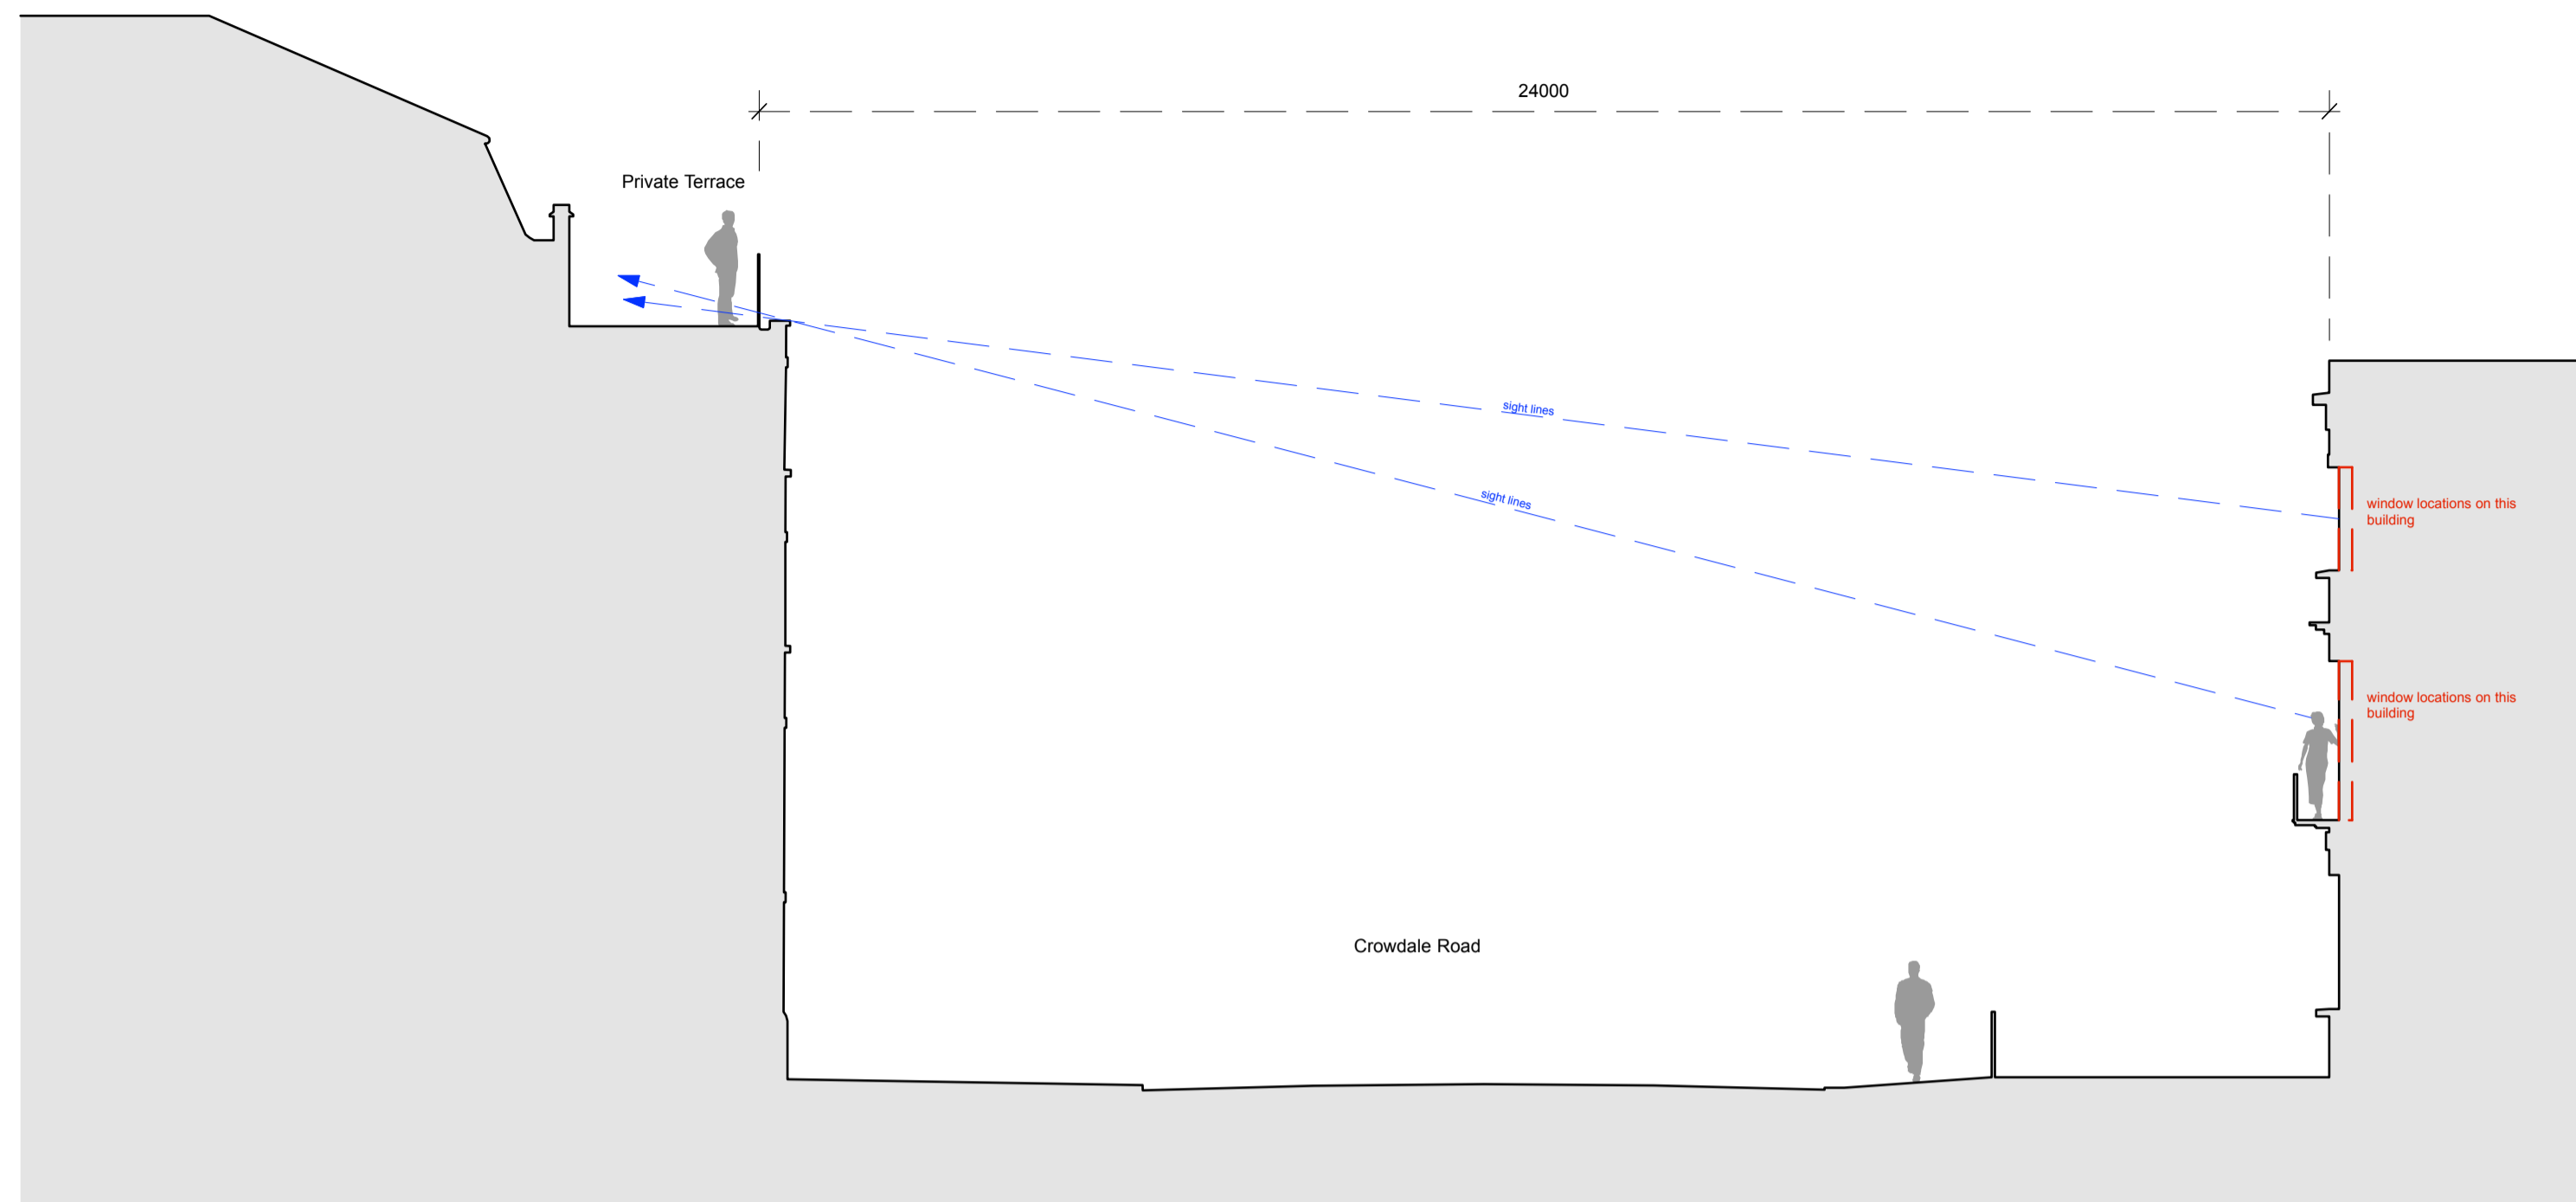 24000
Private Terrace
sight lines
sight lines
window locations on this
building
window locations on this
building
Crowdale Road